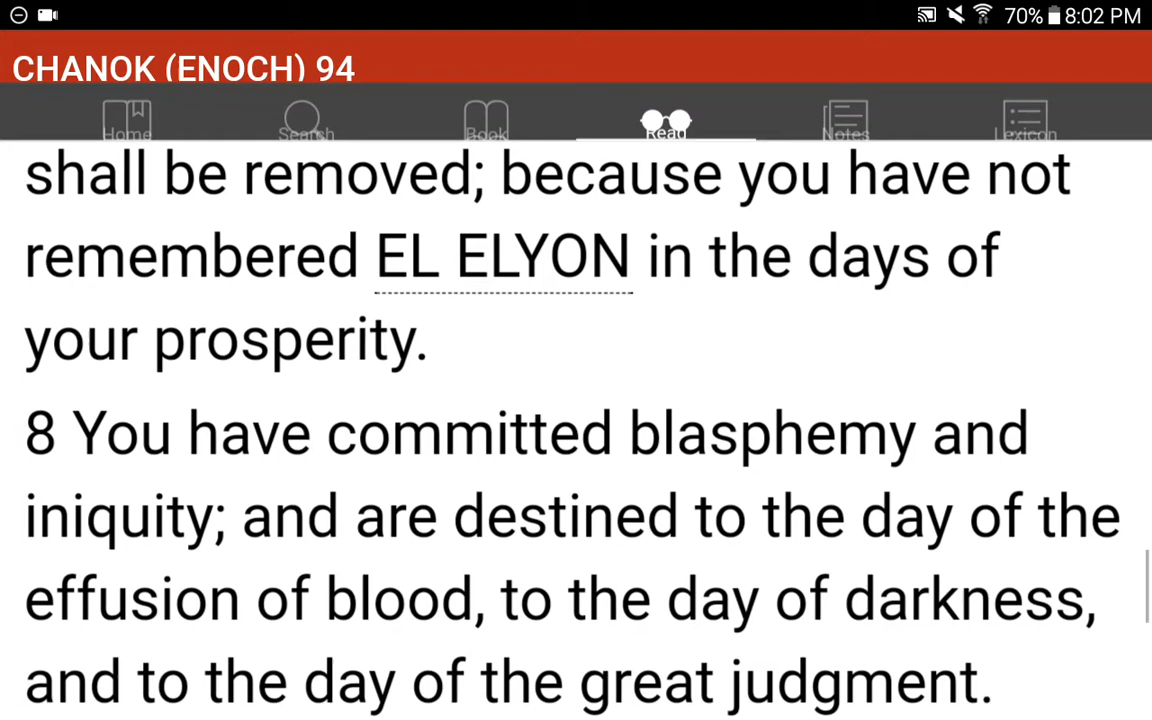 70% 8:02 PM
CHANOK (ENOCH) 94
Home Search Book Read Notes Lexicon
shall be removed; because you have not
remembered EL ELYON in the days of
your prosperity.
8 You have committed blasphemy and
iniquity; and are destined to the day of the
effusion of blood, to the day of darkness,
and to the day of the great judgment.